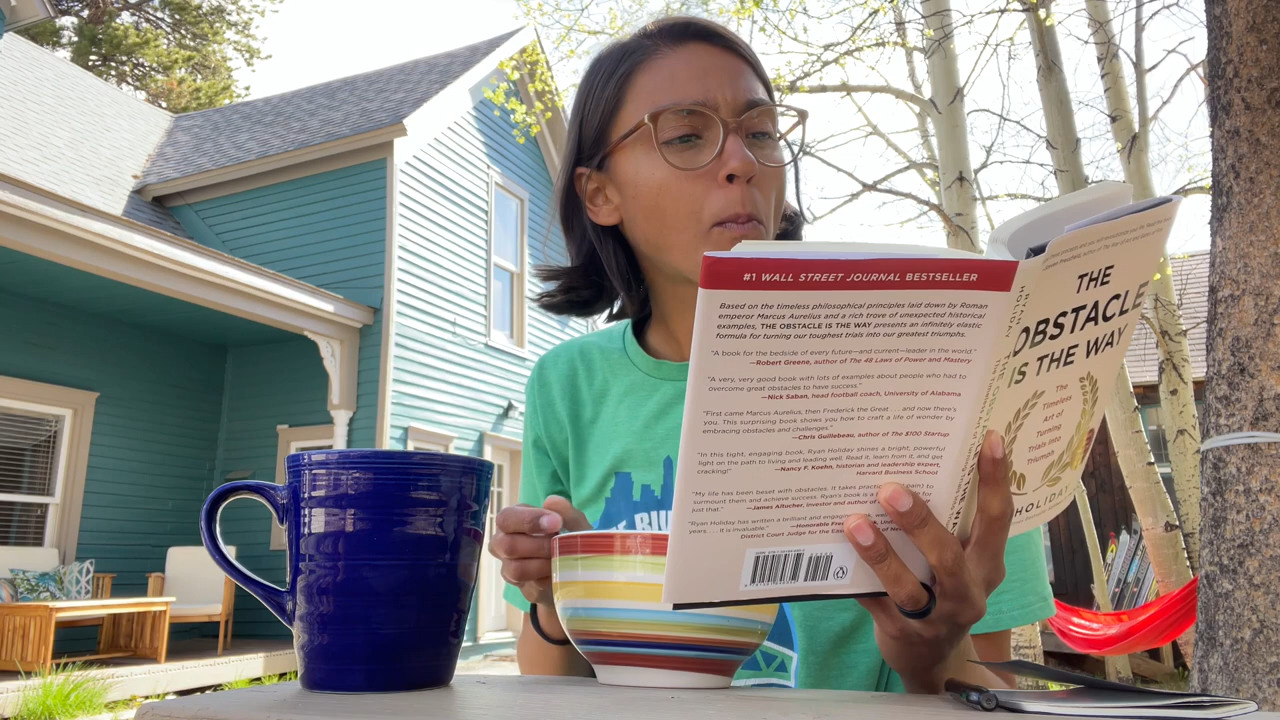 #1 WALL STREET JOURNAL BESTSELLER
Based on the timeless philosophical principles laid down by Roman
emperor Marcus Aurelius and a rich trove of unexpected historical
examples, THE OBSTACLE IS THE WAY presents an infinitely elastic
formula for turning our toughest trials into our greatest triumphs.
"A book for the bedside of every future—and current—leader in the world."
—Robert Greene, author of The 48 Laws of Power and Mastery
"A very, very good book with lots of examples about people who had to
overcome great obstacles to have success."
—Nick Saban, head football coach, University of Alabama
"First came Marcus Aurelius, then Frederick the Great . . . and now there's
you. This surprising book shows you how to craft a life of wonder by
embracing obstacles and challenges."
—Chris Guillebeau, author of The $100 Startup
"In this tight, engaging book, Ryan Holiday shines a bright, powerful
light on the path to living and leading well. Read it, learn from it, and get
cracking!"
—Nancy F. Koehn, historian and leadership expert,
Harvard Business School
"My life has been beset with obstacles. It takes practice pain) to
surmount them and achieve success. Ryan's book is a for
just that."
—James Altucher, investor and author of
"Ryan Holiday has written a brilliant and engaging
years. . . . It is invaluable."
—Honorable
District Court Judge for the
THE
OBSTACLE
IS THE WAY
The
Timeless
Art of
Turning
Trials Into
Triumph
HOLIDAY